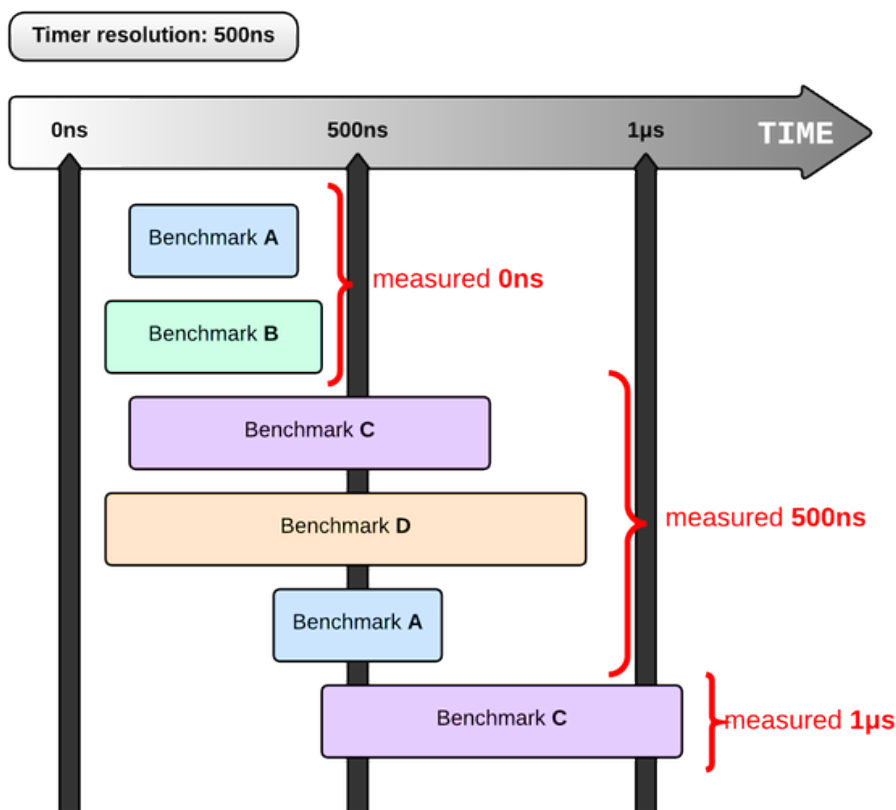 Timer resolution: 500ns
0ns
500ns
1µs
TIME
Benchmark A
measured 0ns
Benchmark B
Benchmark C
measured 500ns
Benchmark D
Benchmark A
Benchmark C
measured 1µs